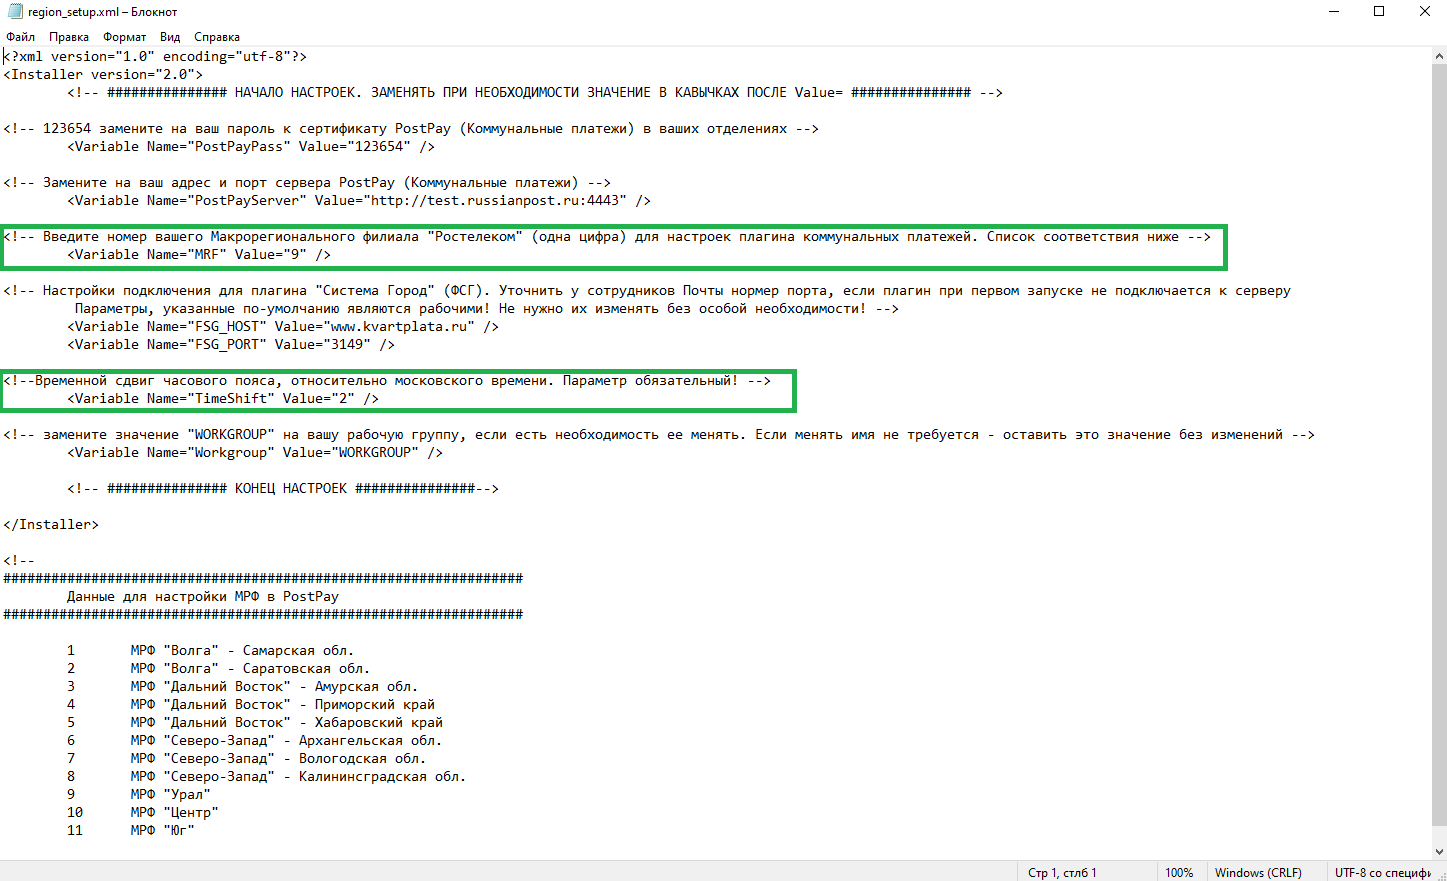 region_setup.xml – Блокнот
Файл Правка Формат Вид Справка
<?xml version="1.0" encoding="utf-8"?>
<Installer version="2.0">
<!-- ############### НАЧАЛО НАСТРОЕК. ЗАМЕНЯТЬ ПРИ НЕОБХОДИМОСТИ ЗНАЧЕНИЕ В КАВЫЧКАХ ПОСЛЕ Value= ############### -->
<!-- 123654 замените на ваш пароль к сертификату PostPay (Коммунальные платежи) в ваших отделениях -->
<Variable Name="PostPayPass" Value="123654" />
<!-- Замените на ваш адрес и порт сервера PostPay (Коммунальные платежи) -->
<Variable Name="PostPayServer" Value="http://test.russianpost.ru:4443" />
<!-- Введите номер вашего Макрорегионального филиала "Ростелеком" (одна цифра) для настроек плагина коммунальных платежей. Список соответствия ниже -->
<Variable Name="MRF" Value="9" />
<!-- Настройки подключения для плагина "Система Город" (ФСГ). Уточнить у сотрудников Почты нормер порта, если плагин при первом запуске не подключается к серверу
Параметры, указанные по-умолчанию являются рабочими! Не нужно их изменять без особой необходимости! -->
<Variable Name="FSG_HOST" Value="www.kvartplata.ru" />
<Variable Name="FSG_PORT" Value="3149" />
<!--Временной сдвиг часового пояса, относительно московского времени. Параметр обязательный! -->
<Variable Name="TimeShift" Value="2" />
<!-- замените значение "WORKGROUP" на вашу рабочую группу, если есть необходимость ее менять. Если менять имя не требуется - оставить это значение без изменений -->
<Variable Name="Workgroup" Value="WORKGROUP" />
<!-- ############### КОНЕЦ НАСТРОЕК ###############-->
</Installer>
<!--
#################################################################
Данные для настройки МРФ в PostPay
#################################################################
1 МРФ "Волга" - Самарская обл.
2 МРФ "Волга" - Саратовская обл.
3 МРФ "Дальний Восток" - Амурская обл.
4 МРФ "Дальний Восток" - Приморский край
5 МРФ "Дальний Восток" - Хабаровский край
6 МРФ "Северо-Запад" - Архангельская обл.
7 МРФ "Северо-Запад" - Вологодская обл.
8 МРФ "Северо-Запад" - Калининсградская обл.
9 МРФ "Урал"
10 МРФ "Центр"
11 МРФ "Юг"
Стр 1, стлб 1 100% Windows (CRLF) UTF-8 со специфи